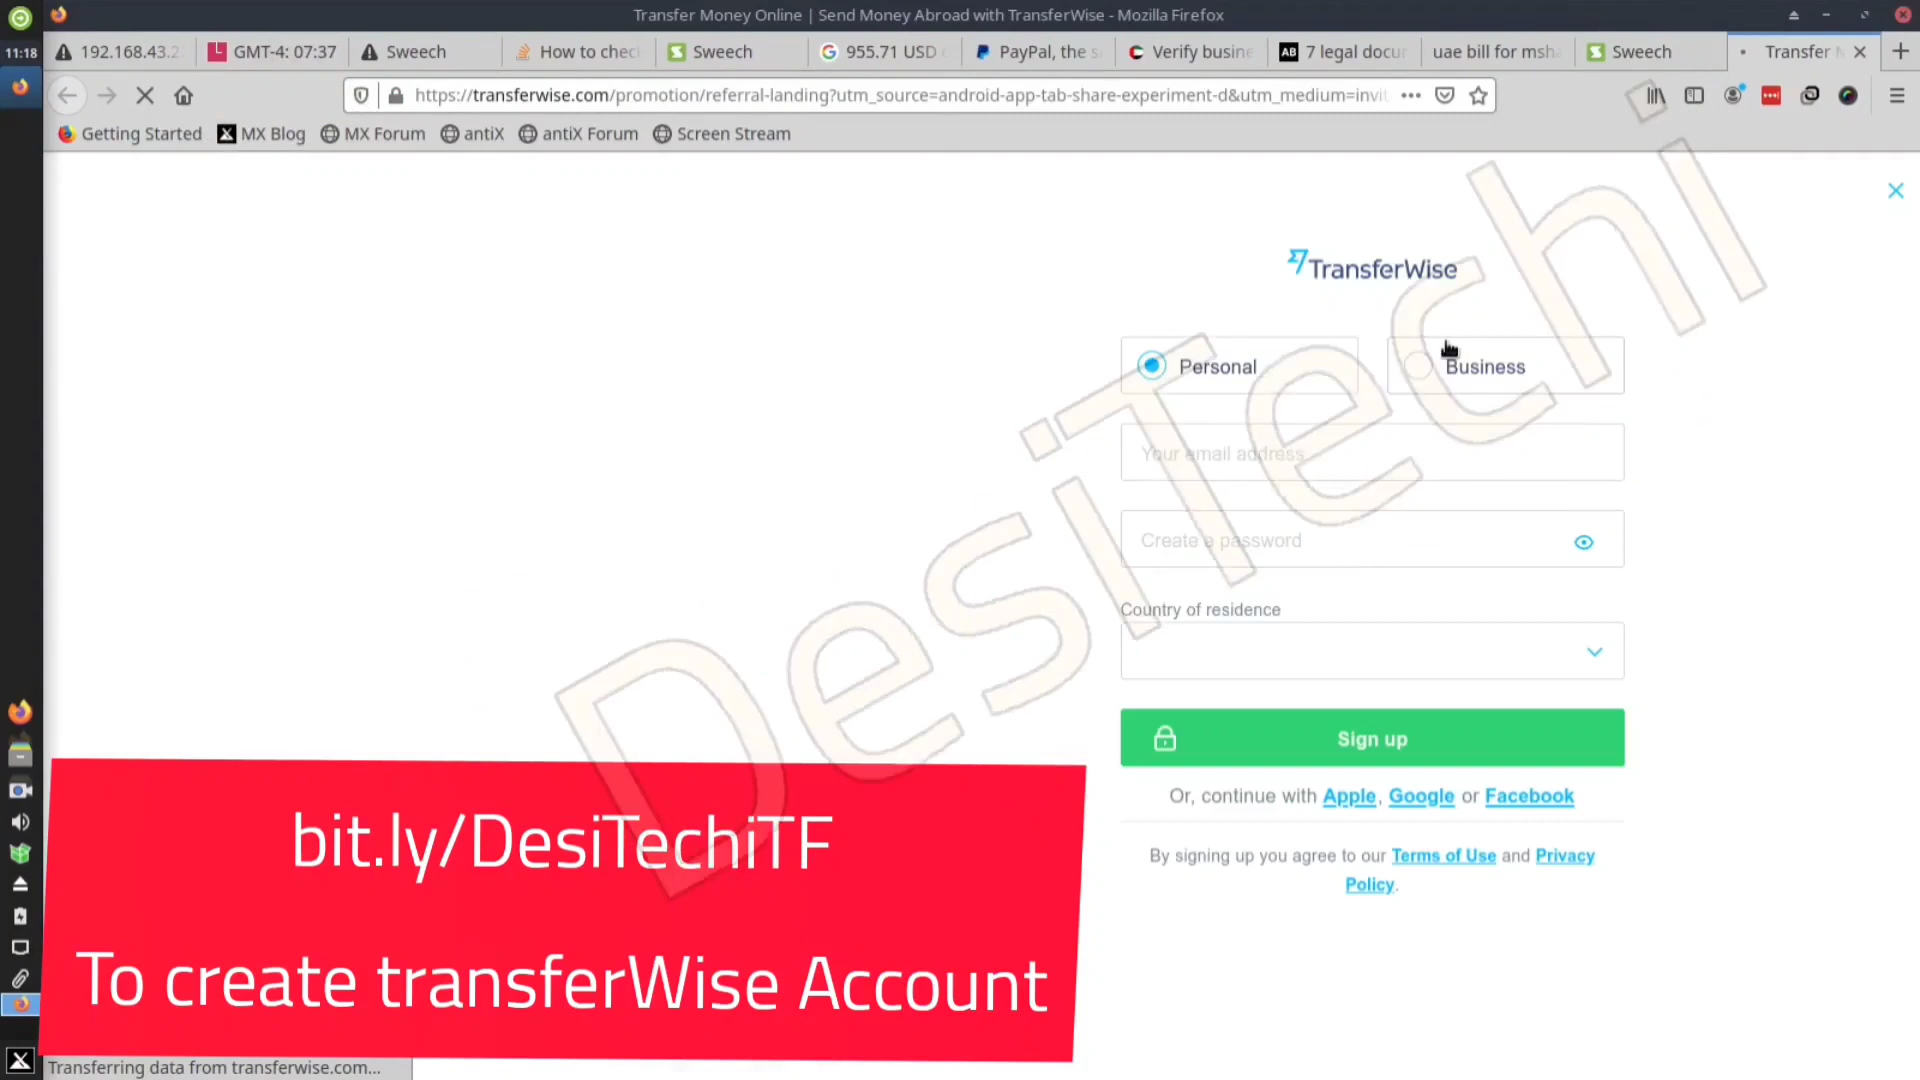 Transfer Money Online | Send Money Abroad with TransferWise - Mozilla Firefox
11:18
192.168.43.2
GMT-4: 07:37
Sweech
How to chec
Sweech
955.71 USD
PayPal, the s
Verify busine
7 legal docu
uae bill for msh
Sweech
Transfer
https://transferwise.com/promotion/referral-landing?utm_source=android-app-tab-share-experiment-d&utm_medium=invit
Getting Started
MX Blog
MX Forum
antiX
antiX Forum
Screen Stream
TransferWise
Personal
Business
Your email address
Create a password
Country of residence
Sign up
Or, continue with Apple, Google or Facebook
By signing up you agree to our Terms of Use and Privacy
Policy.
DesiTechi
bit.ly/DesiTechiTF
To create transferWise Account
Transferring data from transferwise.com...